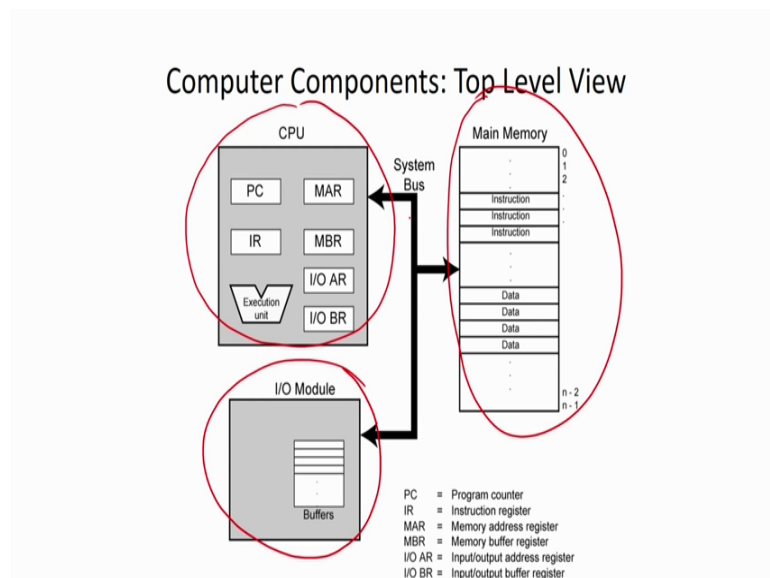 Computer Components: Top Level View
CPU
PC
MAR
IR
MBR
I/O AR
Execution
unit
I/O BR
System
Bus
Main Memory
0
1
2
.
.
.
Instruction
Instruction
Instruction
.
.
.
Data
Data
Data
Data
.
.
.
n - 2
n - 1
I/O Module
.
.
.
Buffers
PC = Program counter
IR = Instruction register
MAR = Memory address register
MBR = Memory buffer register
I/O AR = Input/output address register
I/O BR = Input/output buffer register